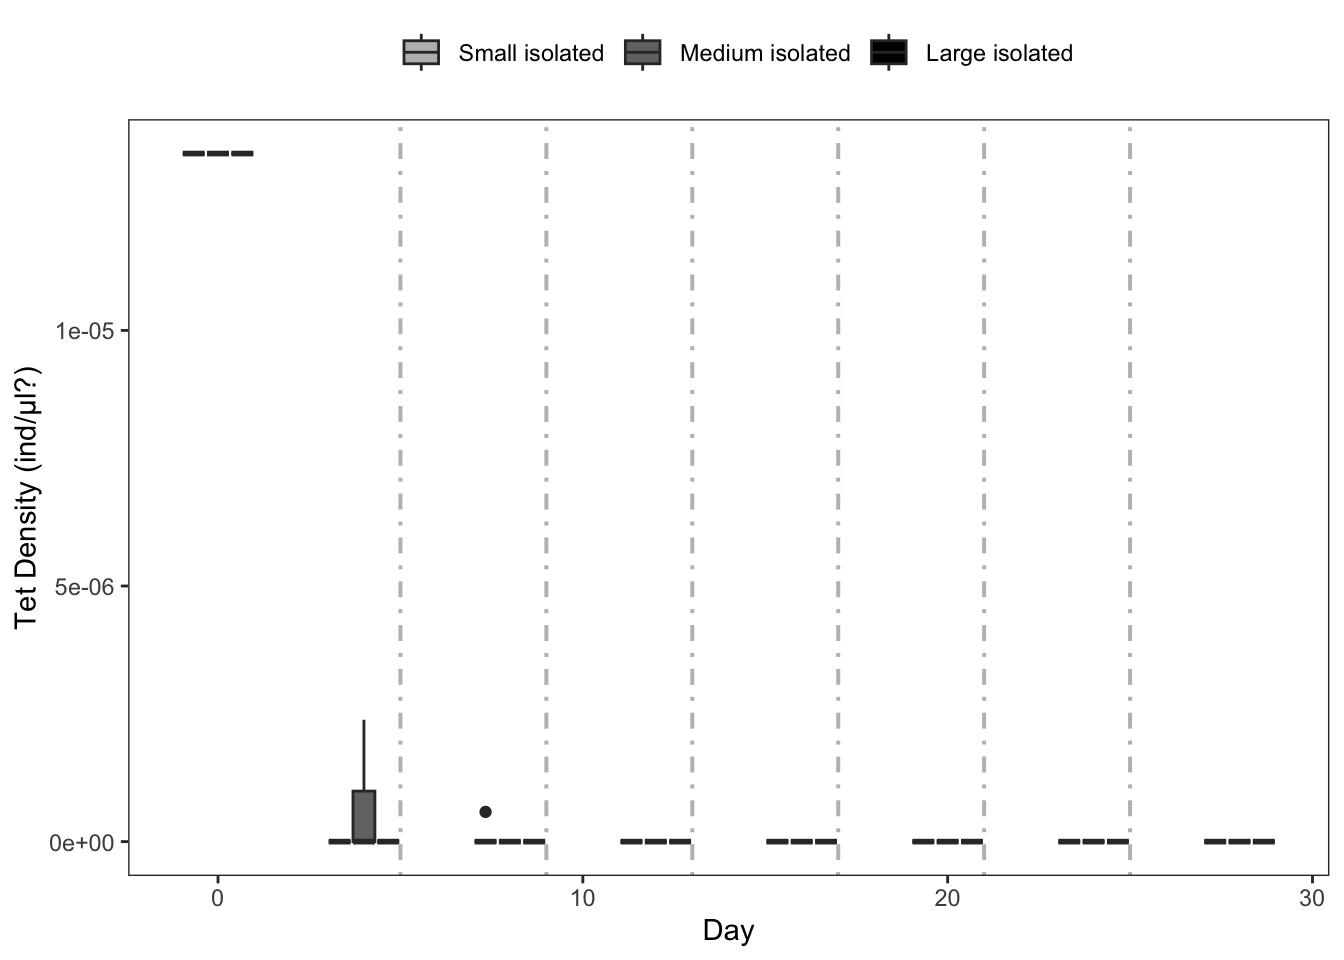 Small isolated Medium isolated Large isolated
Tet Density (ind/µl?)
1e-05
5e-06
0e+00
0 10 20 30
Day